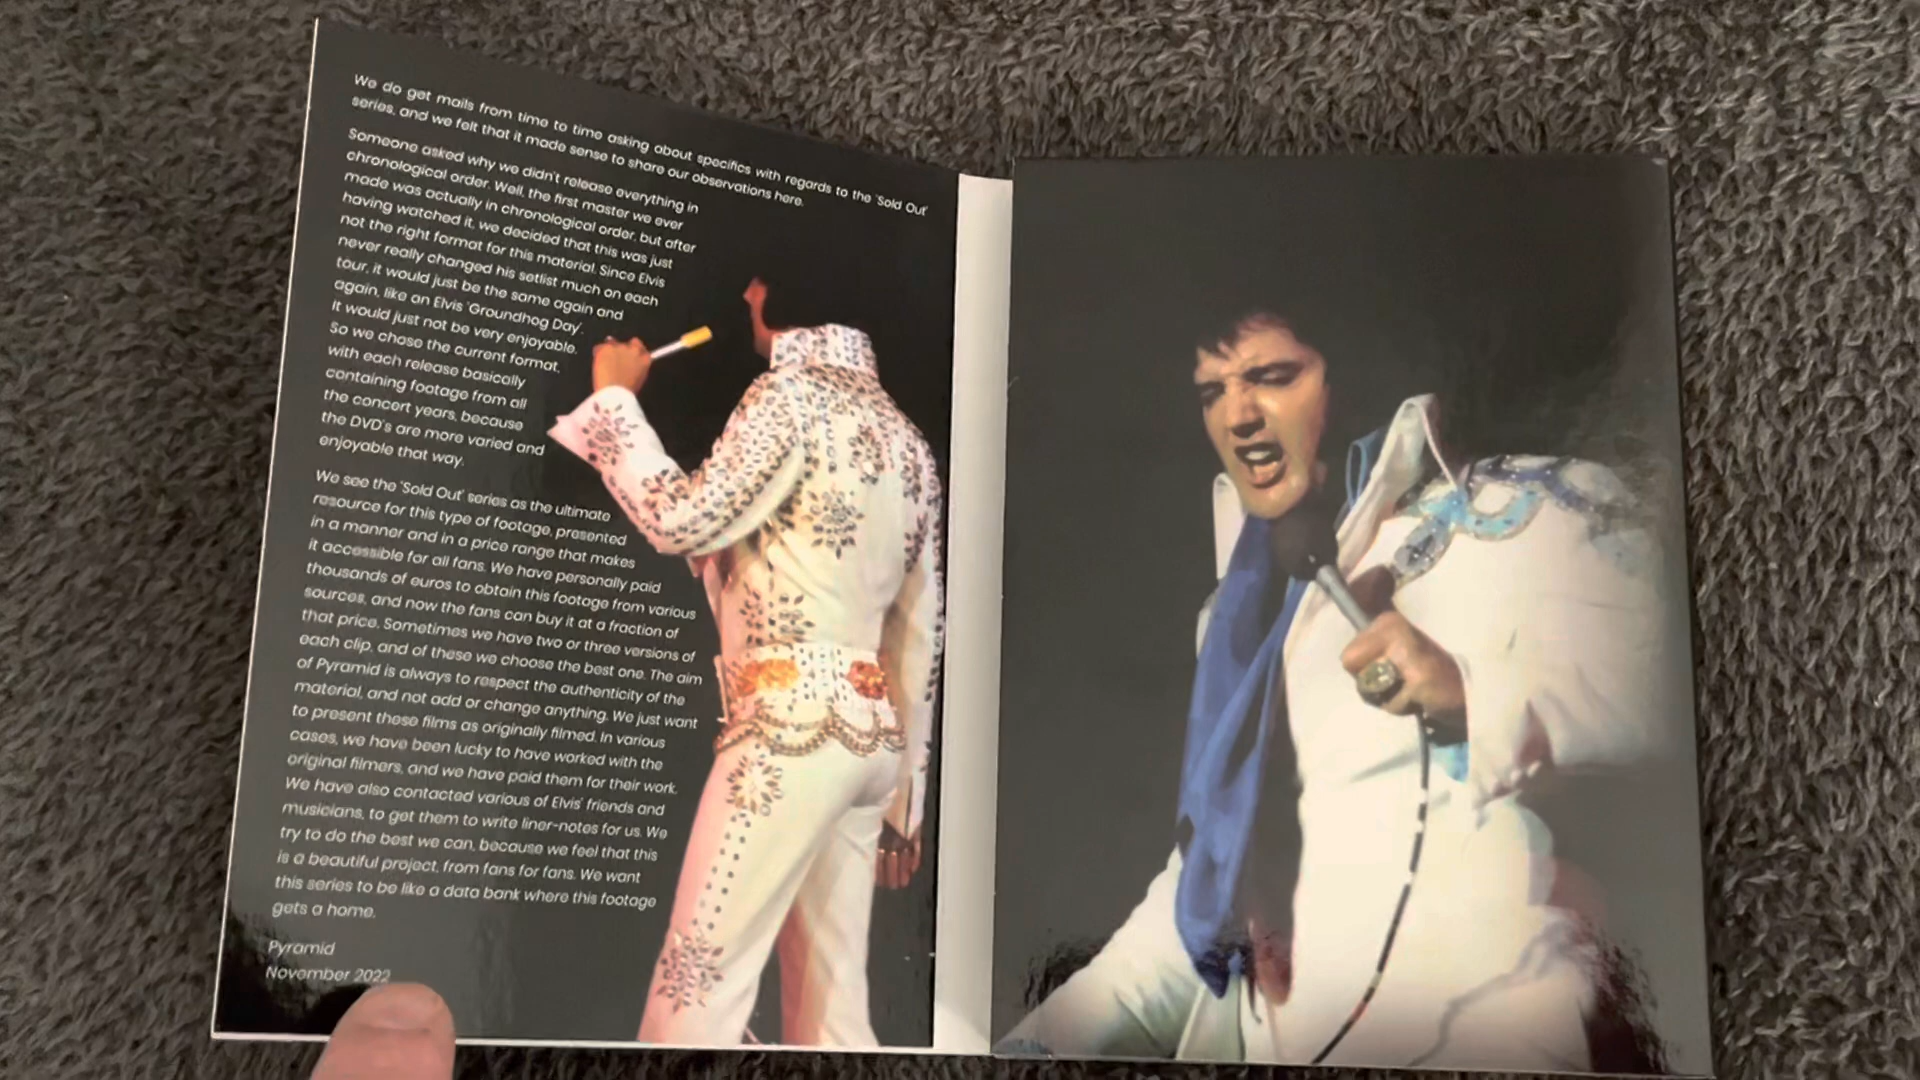 We do get mails from time to time asking about specifics with regards to the 'Sold Out'
series, and we felt that it made sense to share our observations here.
Someone asked why we didn't release everything in
chronological order. Well, the first master we ever
made was actually in chronological order, but after
having watched it, we decided that this was just
not the right format for this material. Since Elvis
never really changed his setlist much on each
tour, it would just be the same again and
again, like an Elvis 'Groundhog Day'.
It would just not be very enjoyable.
So we chose the current format,
with each release basically
containing footage from all
the concert years, because
the DVD's are more varied and
enjoyable that way.
We see the 'Sold Out' series as the ultimate
resource for this type of footage, presented
in a manner and in a price range that makes
it accessible for all fans. We have personally paid
thousands of euros to obtain this footage from various
sources, and now the fans can buy it at a fraction of
that price. Sometimes we have two or three versions of
each clip, and of these we choose the best one. The aim
of Pyramid is always to respect the authenticity of the
material, and not add or change anything. We just want
to present these films as originally filmed. In various
cases, we have been lucky to have worked with the
original filmers, and we have paid them for their work.
We have also contacted various of Elvis' friends and
musicians, to get them to write liner-notes for us. We
try to do the best we can, because we feel that this
is a beautiful project, from fans for fans. We want
this series to be like a data bank where this footage
gets a home.
Pyramid
November 2022